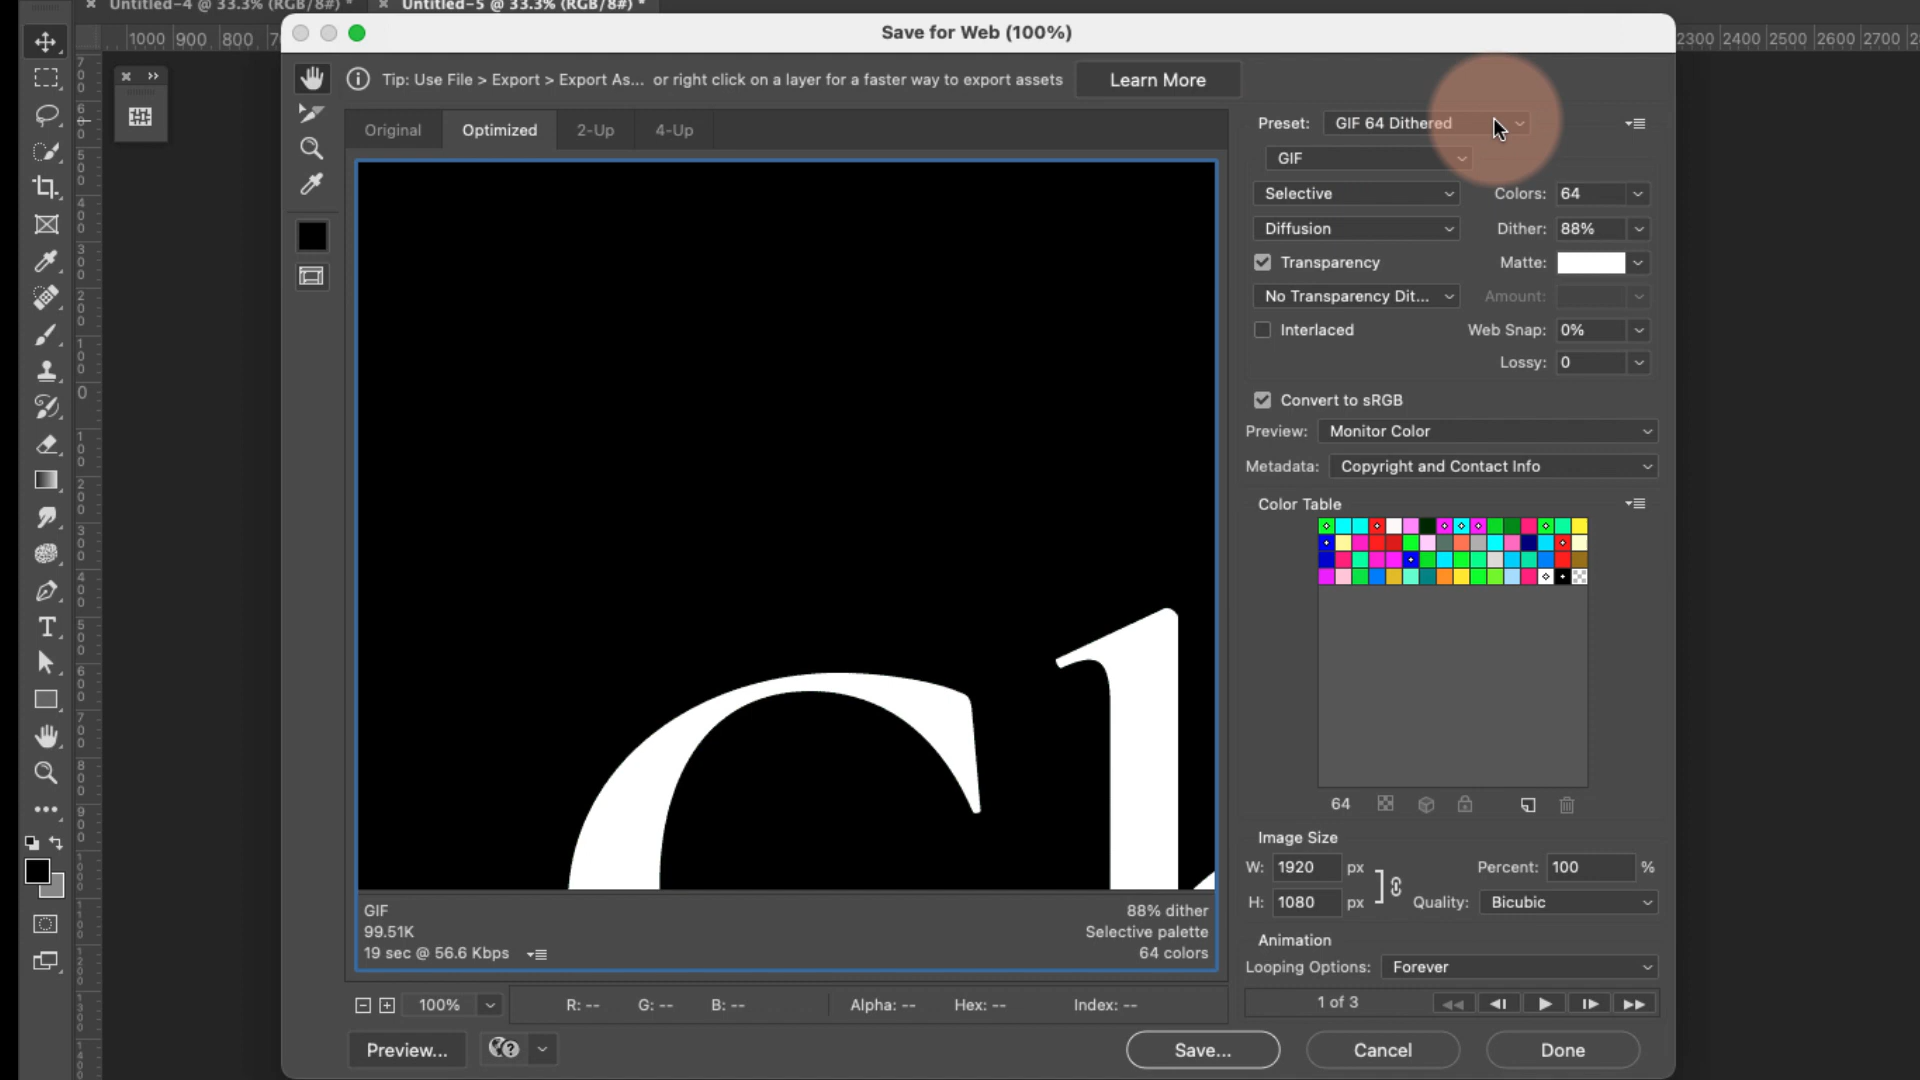 Untitled-4 @ 33.3% (RGB/8#) *
Untitled-5 @ 33.3% (RGB/8#) *
Save for Web (100%)
1000 900 800
2300 2400 2500 2600 2700
Tip: Use File > Export > Export As... or right click on a layer for a faster way to export assets
Learn More
Original Optimized 2-Up 4-Up
Preset: GIF 64 Dithered
GIF
Selective Colors: 64
Diffusion Dither: 88%
Transparency Matte:
No Transparency Dit... Amount:
Interlaced Web Snap: 0%
Lossy: 0
Convert to sRGB
Preview: Monitor Color
Metadata: Copyright and Contact Info
Color Table
64
Image Size
W: 1920 px Percent: 100 %
H: 1080 px Quality: Bicubic
Animation
Looping Options: Forever
1 of 3
GIF 88% dither
99.51K Selective palette
19 sec @ 56.6 Kbps 64 colors
100% R: -- G: -- B: -- Alpha: -- Hex: -- Index: --
Preview... Save... Cancel Done